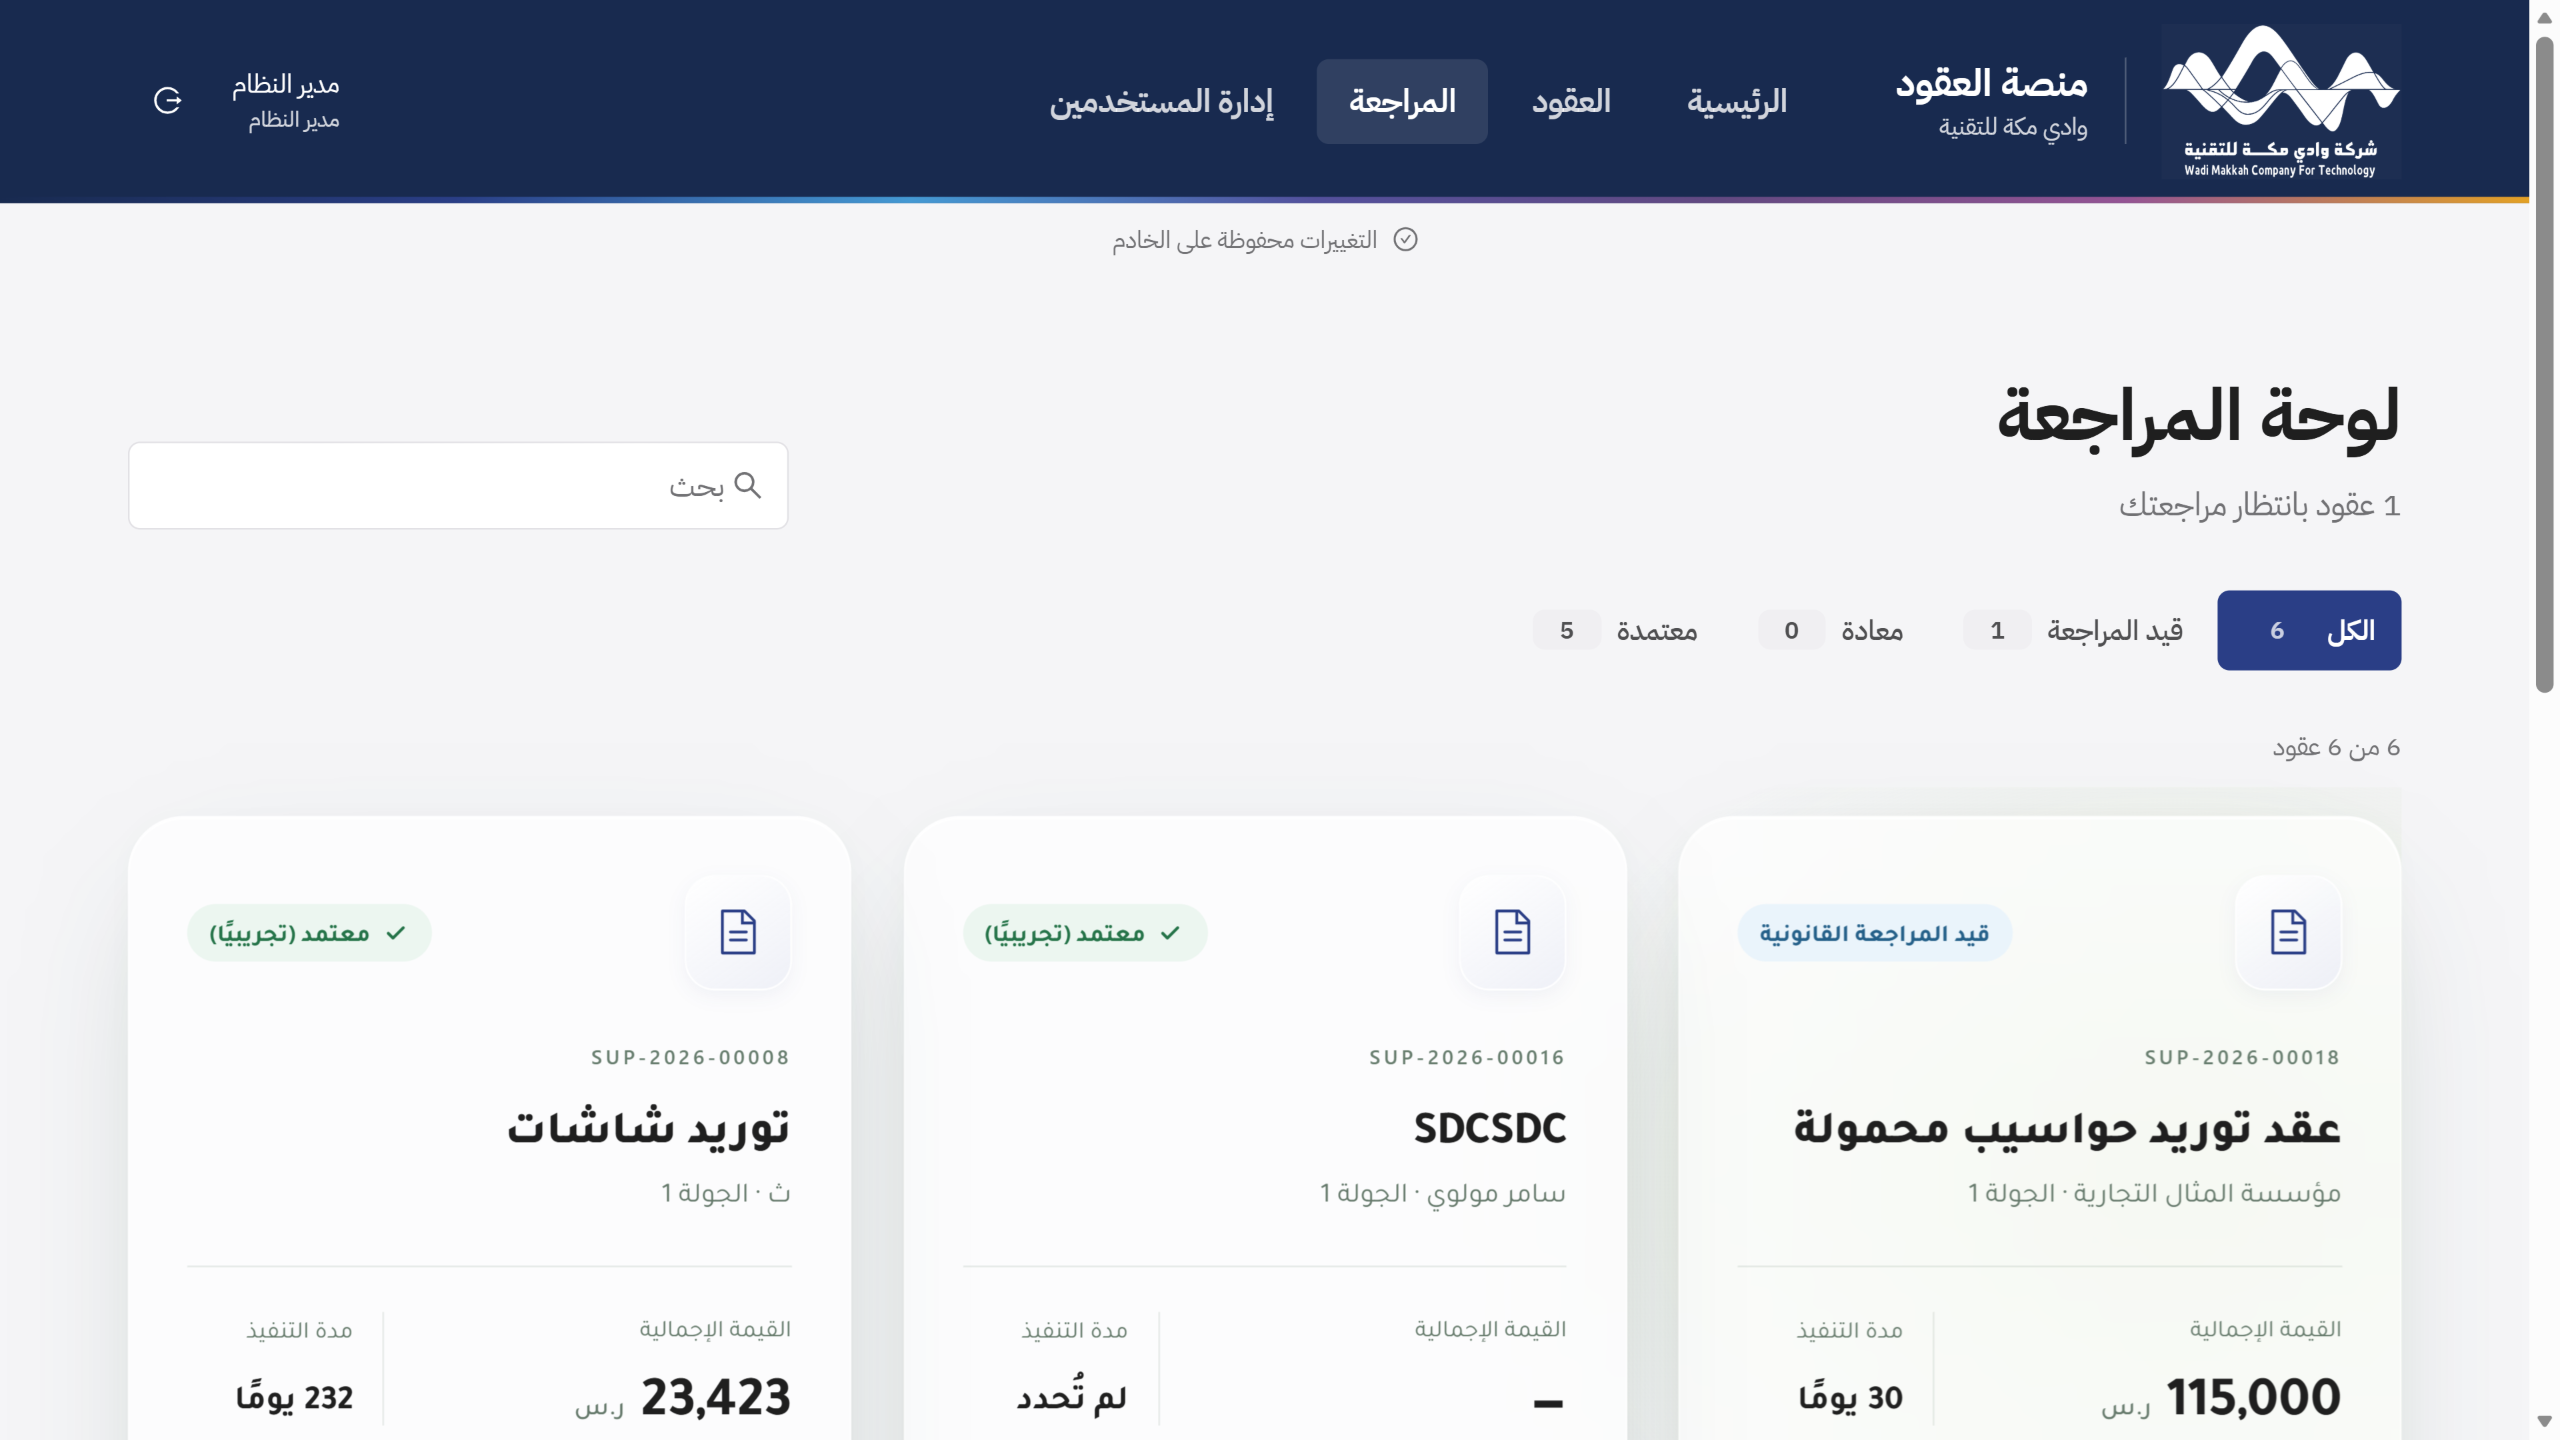 شركة وادي مكة للتقنية
Wadi Makkah Company For Technology
منصة العقود
وادي مكة للتقنية
الرئيسية
العقود
المراجعة
إدارة المستخدمين
مدير النظام
مدير النظام
التغييرات محفوظة على الخادم
لوحة المراجعة
1 عقود بانتظار مراجعتك
بحث
الكل 6
قيد المراجعة 1
معادة 0
معتمدة 5
6 من 6 عقود
قيد المراجعة القانونية
SUP-2026-00018
عقد توريد حواسيب محمولة
مؤسسة المثال التجارية · الجولة 1
القيمة الإجمالية
115,000 ر.س
مدة التنفيذ
30 يومًا
معتمد (تجريبيًا)
SUP-2026-00016
SDCSDC
سامر مولوي · الجولة 1
القيمة الإجمالية
–
مدة التنفيذ
لم تُحدد
معتمد (تجريبيًا)
SUP-2026-00008
توريد شاشات
ث · الجولة 1
القيمة الإجمالية
23,423 ر.س
مدة التنفيذ
232 يومًا